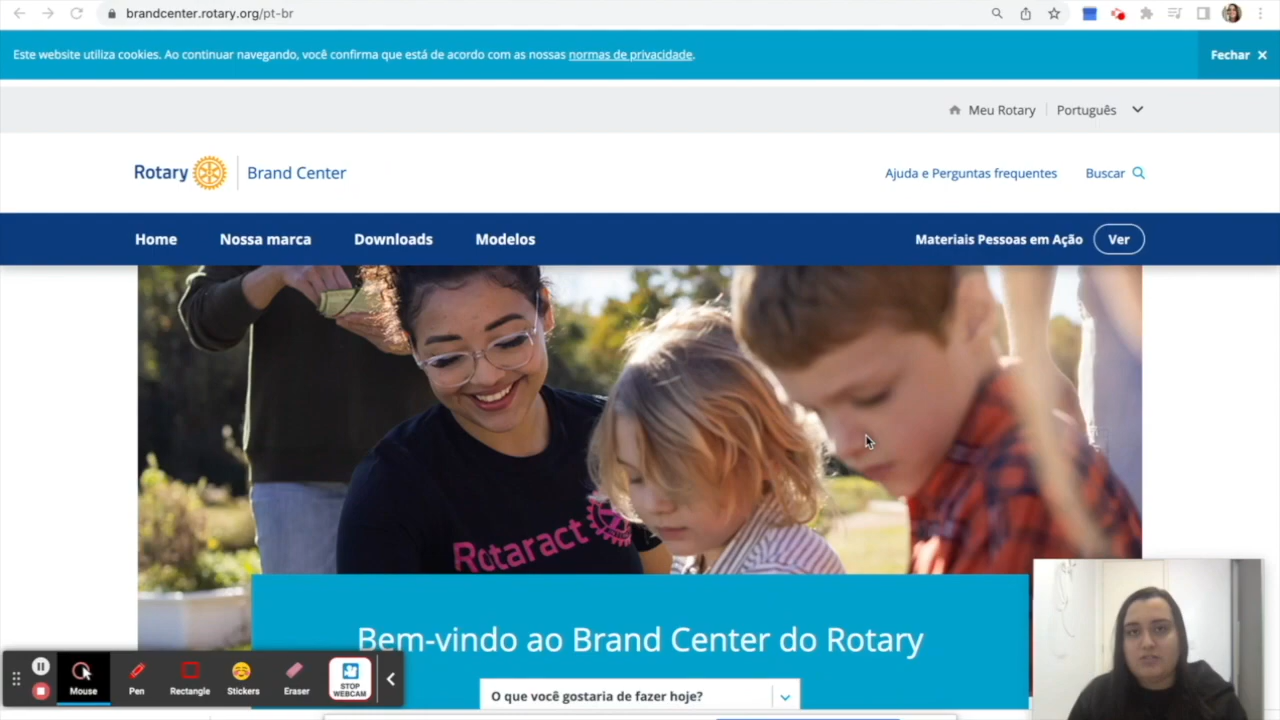 brandcenter.rotary.org/pt-br
Este website utiliza cookies. Ao continuar navegando, você confirma que está de acordo com as nossas normas de privacidade.
Fechar ×
Meu Rotary
Português
Rotary
Brand Center
Ajuda e Perguntas frequentes
Buscar
Home
Nossa marca
Downloads
Modelos
Materiais Pessoas em Ação
Ver
Rotaract
Bem-vindo ao Brand Center do Rotary
O que você gostaria de fazer hoje?
Mouse
Pen
Rectangle
Stickers
Eraser
STOP
WEBCAM